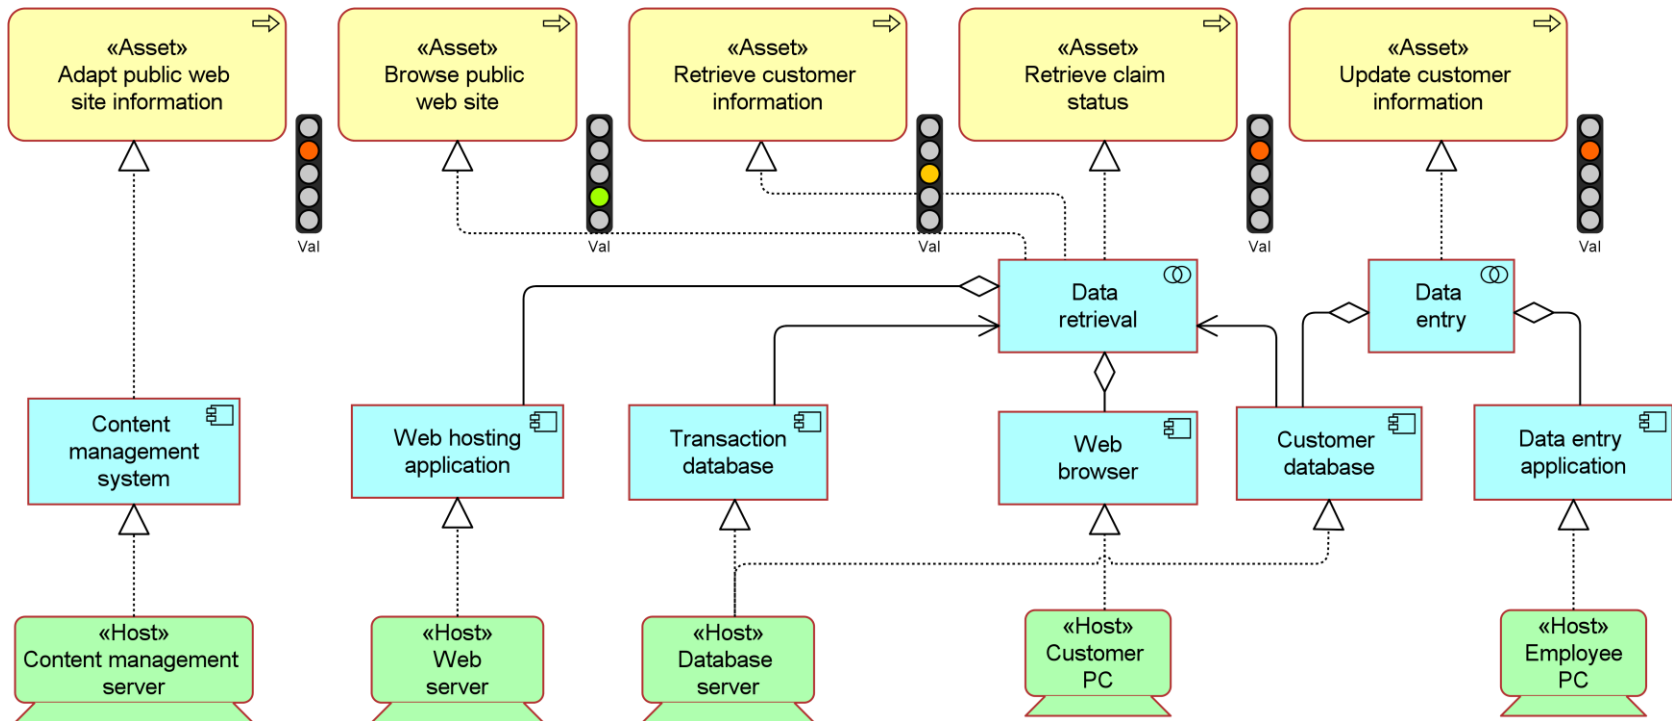 «Asset»
Adapt public web
site information
«Asset»
Browse public
web site
«Asset»
Retrieve customer
information
«Asset»
Retrieve claim
status
«Asset»
Update customer
information
Val
Val
Val
Val
Val
Data
retrieval
Data
entry
Content
management
system
Web hosting
application
Transaction
database
Web
browser
Customer
database
Data entry
application
«Host»
Content management
server
«Host»
Web
server
«Host»
Database
server
«Host»
Customer
PC
«Host»
Employee
PC